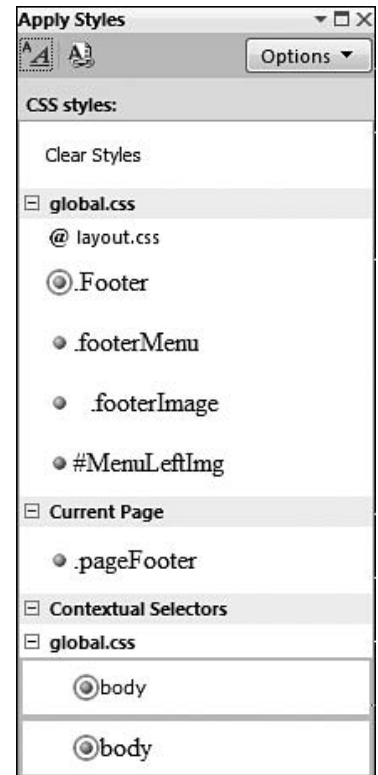 Apply Styles
Options
CSS styles:
Clear Styles
global.css
@ layout.css
.Footer
.footerMenu
.footerImage
#MenuLeftImg
Current Page
.pageFooter
Contextual Selectors
global.css
body
body